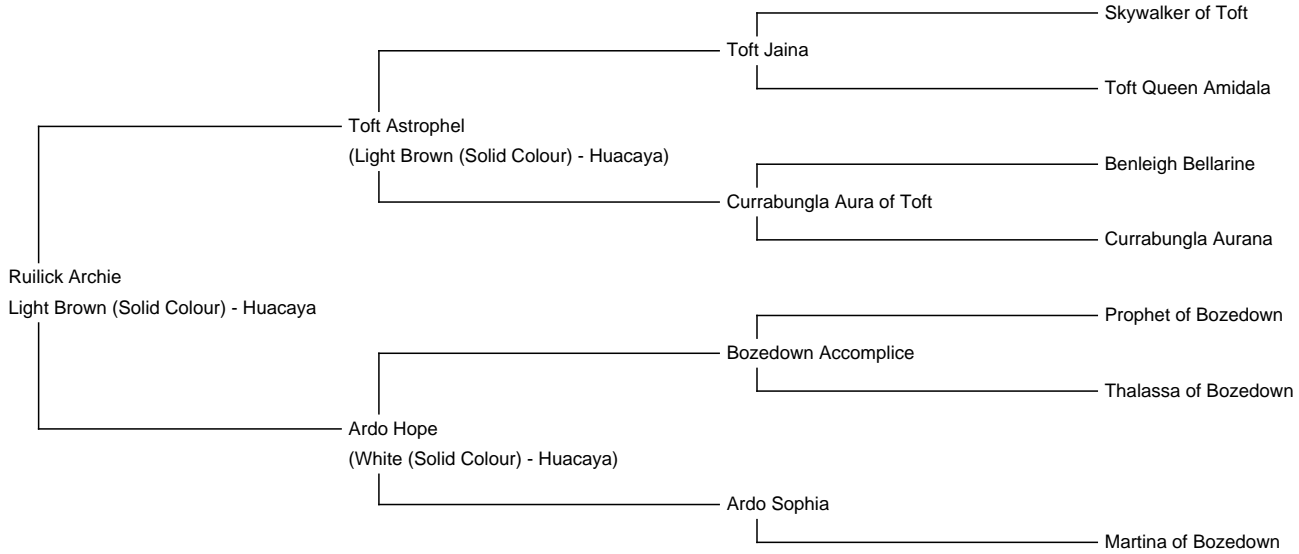 Skywalker of Toft
Toft Jaina
Toft Queen Amidala
Toft Astrophel
(Light Brown (Solid Colour) - Huacaya)
Benleigh Bellarine
Currabungla Aura of Toft
Currabungla Aurana
Ruilick Archie
Light Brown (Solid Colour) - Huacaya
Prophet of Bozedown
Bozedown Accomplice
Thalassa of Bozedown
Ardo Hope
(White (Solid Colour) - Huacaya)
Ardo Sophia
Martina of Bozedown